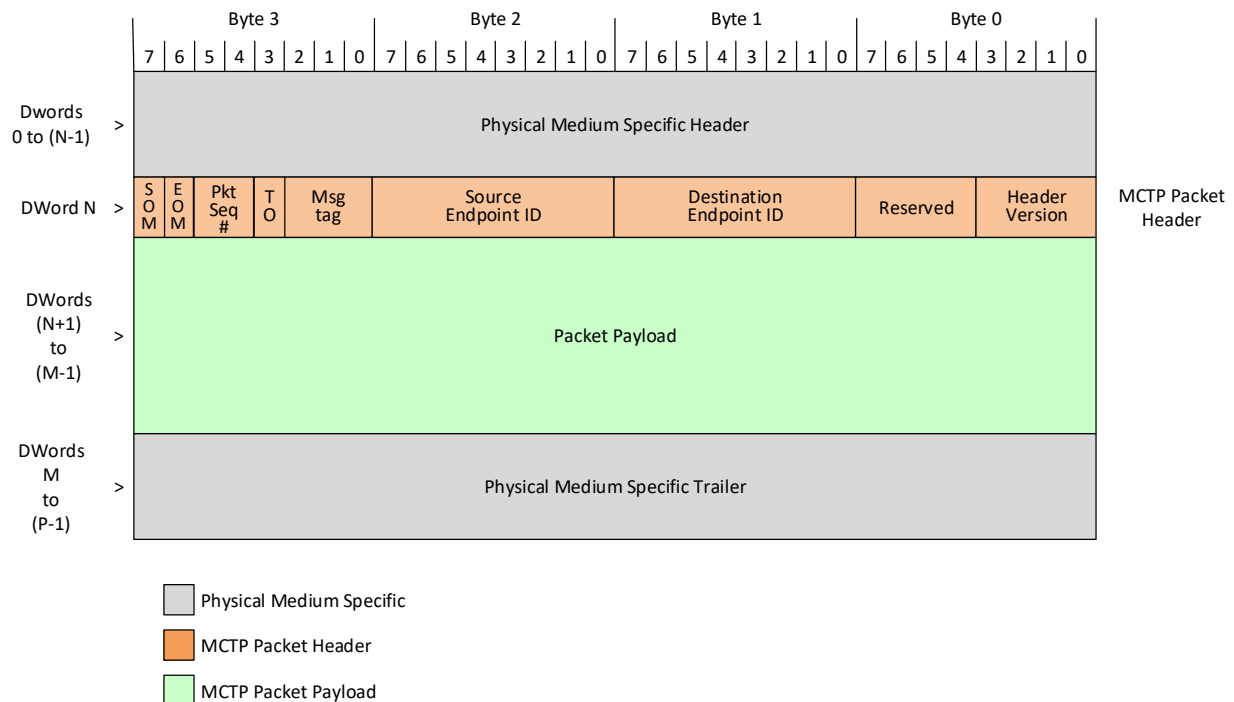 Byte 3 Byte 2 Byte 1 Byte 0
7 6 5 4 3 2 1 0 7 6 5 4 3 2 1 0 7 6 5 4 3 2 1 0 7 6 5 4 3 2 1 0
Dwords
0 to (N-1)
>
Physical Medium Specific Header
DWord N >
SOM
EOM
Pkt
Seq
#
TO
Msg
tag
Source
Endpoint ID
Destination
Endpoint ID
Reserved
Header
Version
MCTP Packet
Header
DWords
(N+1)
to
(M-1)
>
Packet Payload
DWords
M
to
(P-1)
>
Physical Medium Specific Trailer
Physical Medium Specific
MCTP Packet Header
MCTP Packet Payload